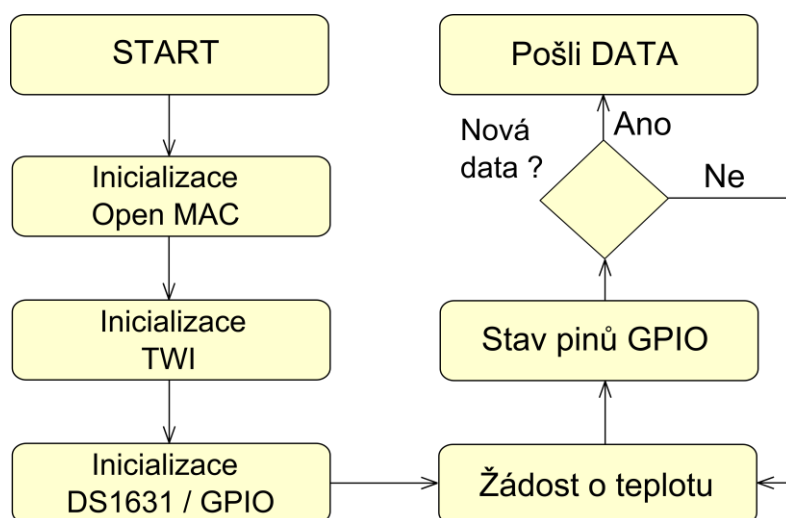 START
Inicializace
Open MAC
Inicializace
TWI
Inicializace
DS1631 / GPIO
Pošli DATA
Nová
data ?
Ano
Ne
Stav pinů GPIO
Žádost o teplotu